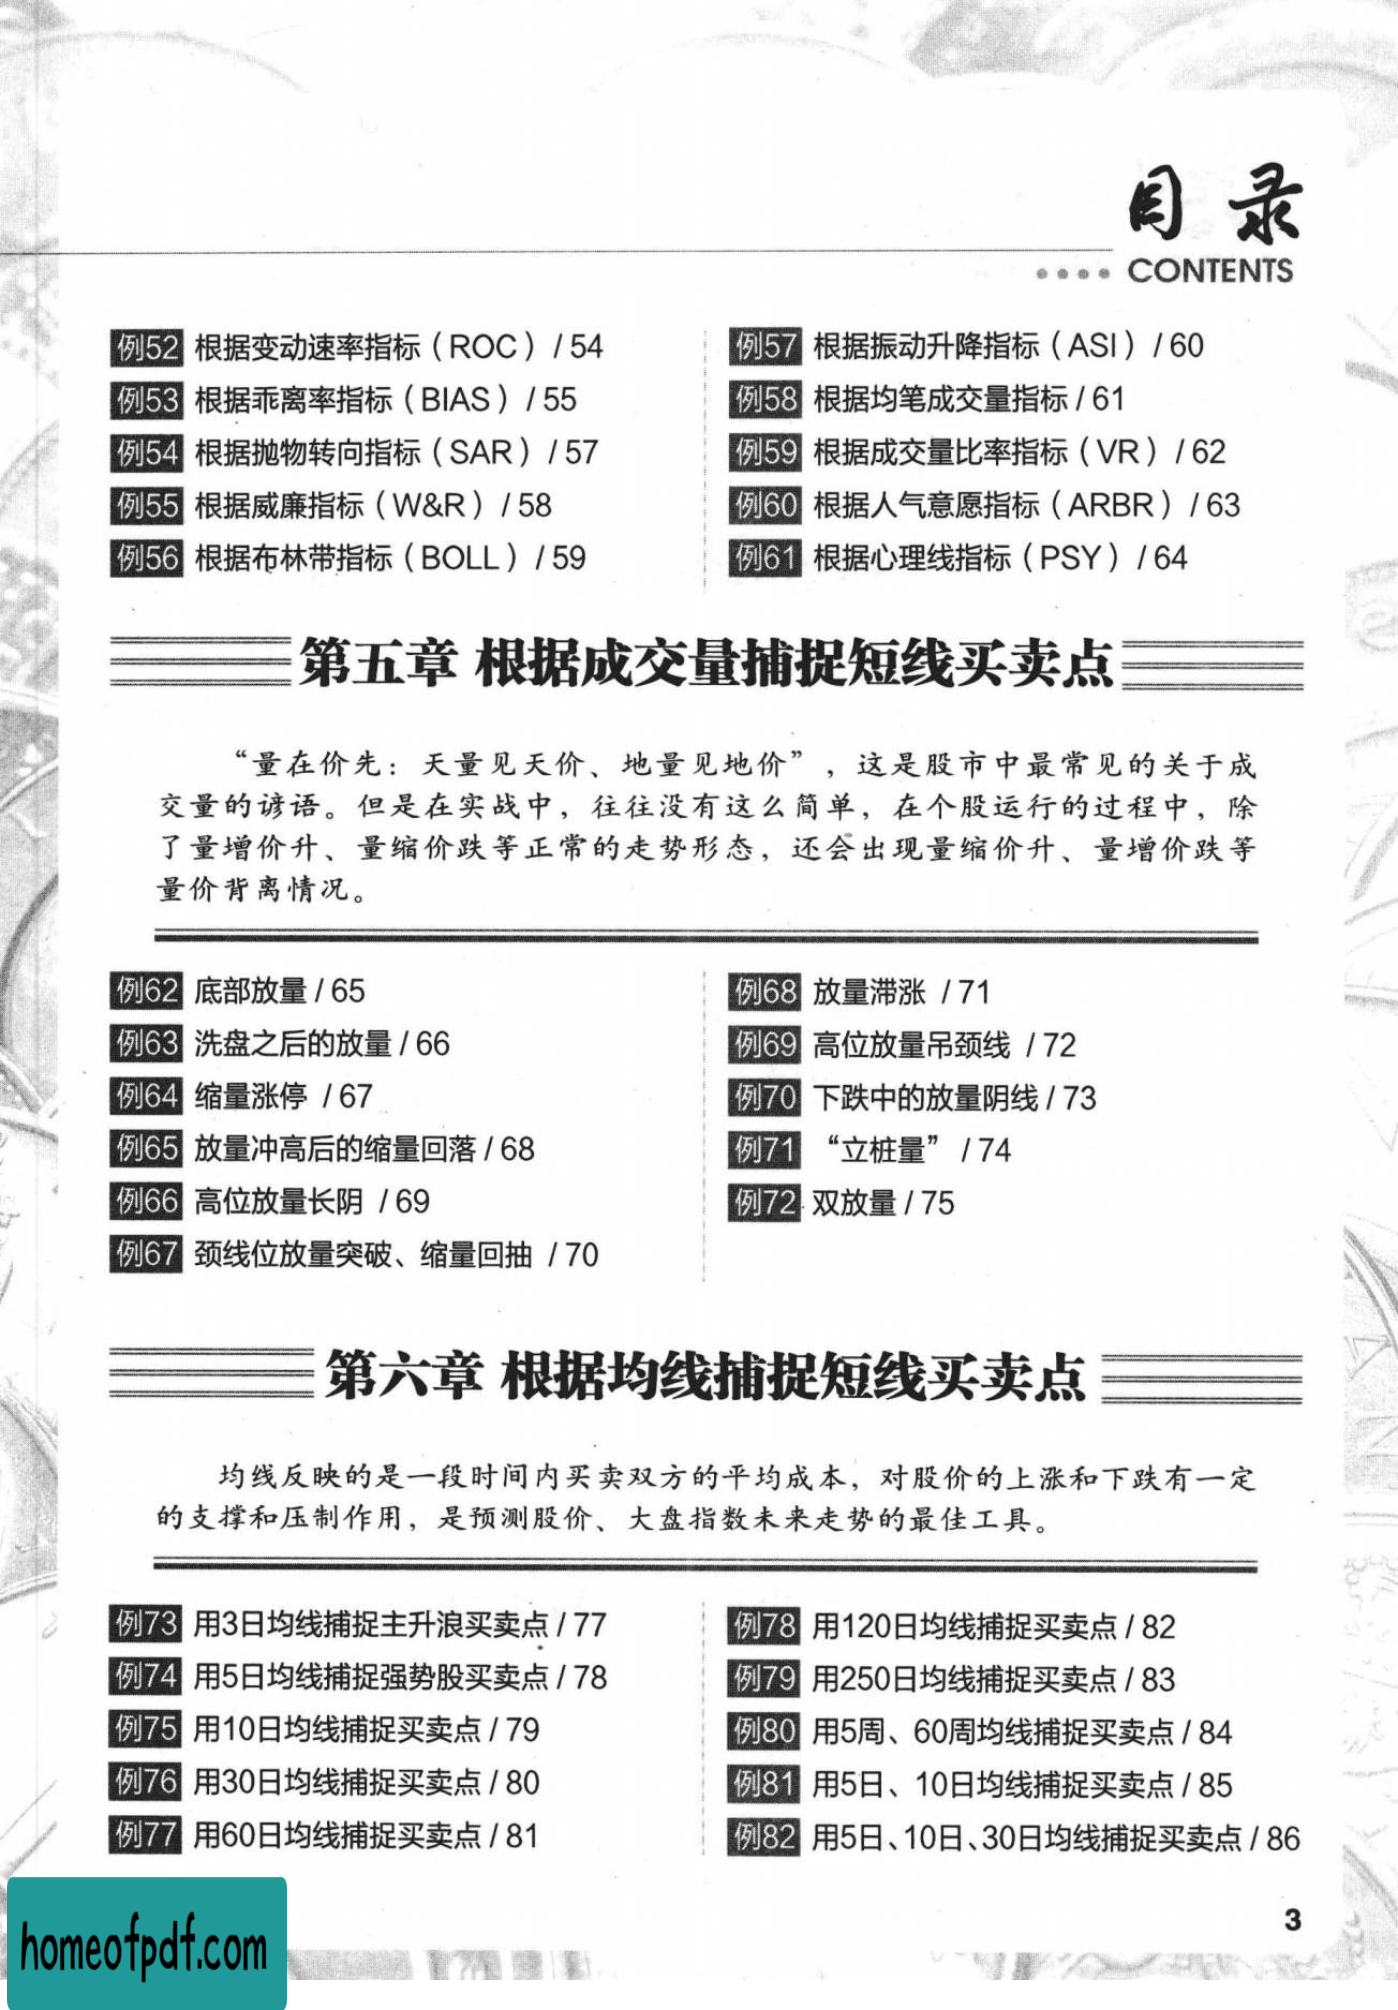 目录
CONTENTS
例52 根据变动速率指标（ROC）/ 54
例53 根据乖离率指标（BIAS）/ 55
例54 根据抛物转向指标（SAR）/ 57
例55 根据威廉指标（W&R）/ 58
例56 根据布林带指标（BOLL）/ 59
例57 根据振动升降指标（ASI）/ 60
例58 根据均笔成交量指标 / 61
例59 根据成交量比率指标（VR）/ 62
例60 根据人气意愿指标（ARBR）/ 63
例61 根据心理线指标（PSY）/ 64
第五章 根据成交量捕捉短线买卖点
“量在价先：天量见天价、地量见地价”，这是股市中最常见的关于成
交量的谚语。但是在实战中，往往没有这么简单，在个股运行的过程中，除
了量增价升、量缩价跌等正常的走势形态，还会出现量缩价升、量增价跌等
量价背离情况。
例62 底部放量 / 65
例63 洗盘之后的放量 / 66
例64 缩量涨停 / 67
例65 放量冲高后的缩量回落 / 68
例66 高位放量长阴 / 69
例67 颈线位放量突破、缩量回抽 / 70
例68 放量滞涨 / 71
例69 高位放量吊颈线 / 72
例70 下跌中的放量阴线 / 73
例71 “立桩量” / 74
例72 双放量 / 75
第六章 根据均线捕捉短线买卖点
均线反映的是一段时间内买卖双方的平均成本，对股价的上涨和下跌有一定
的支撑和压制作用，是预测股价、大盘指数未来走势的最佳工具。
例73 用3日均线捕捉主升浪买卖点 / 77
例74 用5日均线捕捉强势股买卖点 / 78
例75 用10日均线捕捉买卖点 / 79
例76 用30日均线捕捉买卖点 / 80
例77 用60日均线捕捉买卖点 / 81
例78 用120日均线捕捉买卖点 / 82
例79 用250日均线捕捉买卖点 / 83
例80 用5周、60周均线捕捉买卖点 / 84
例81 用5日、10日均线捕捉买卖点 / 85
例82 用5日、10日、30日均线捕捉买卖点 / 86
3
homeofpdf.com